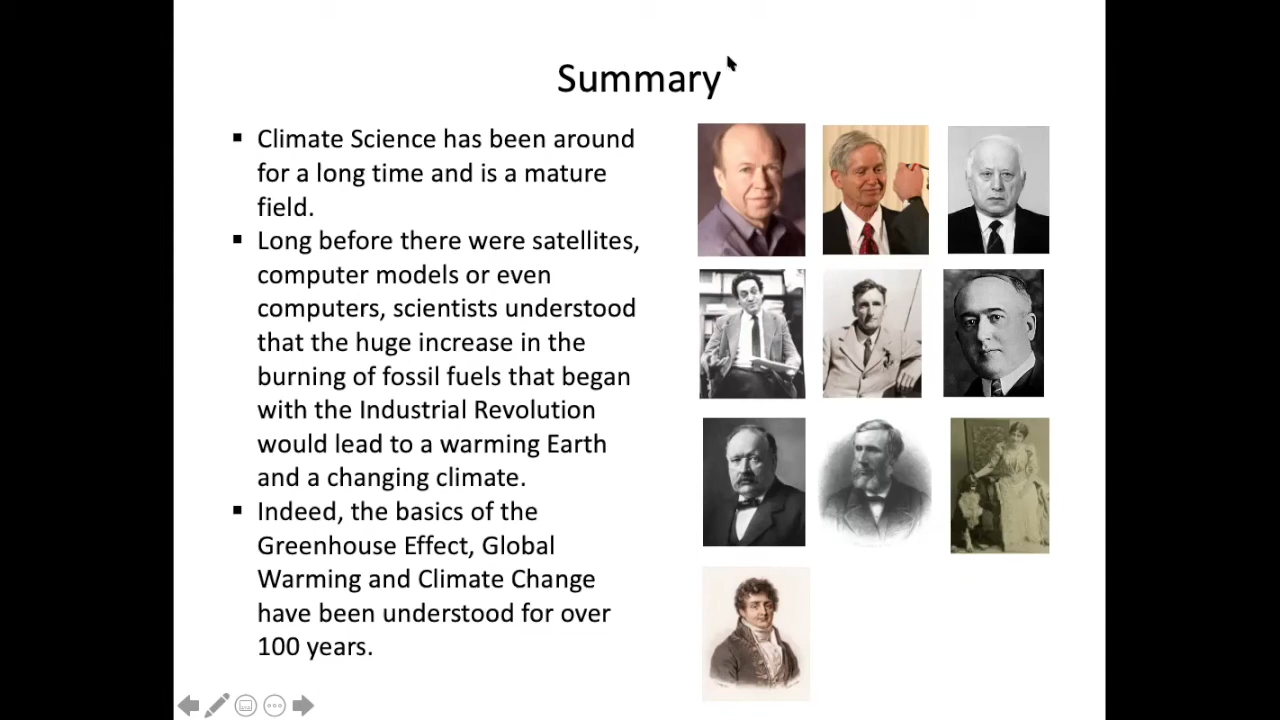 Summary
▪ Climate Science has been around
for a long time and is a mature
field.
▪ Long before there were satellites,
computer models or even
computers, scientists understood
that the huge increase in the
burning of fossil fuels that began
with the Industrial Revolution
would lead to a warming Earth
and a changing climate.
▪ Indeed, the basics of the
Greenhouse Effect, Global
Warming and Climate Change
have been understood for over
100 years.